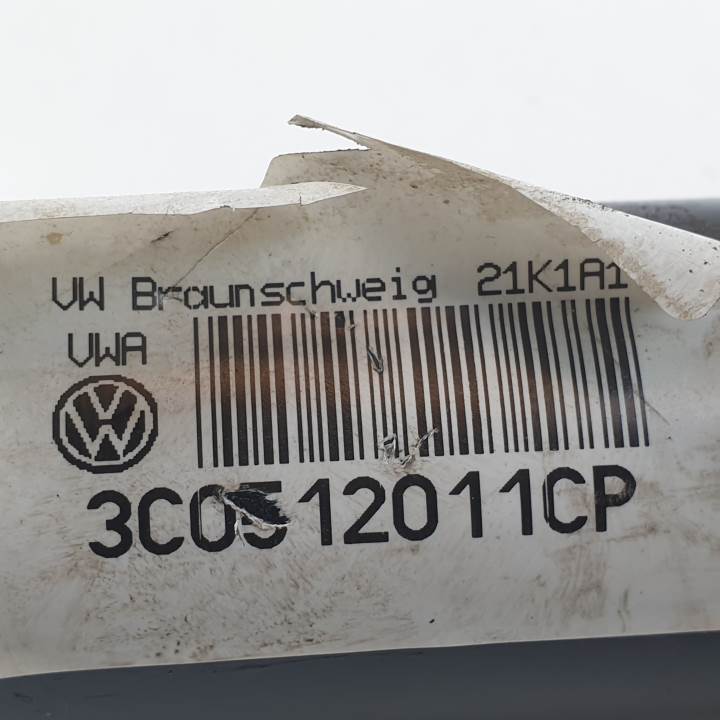 VW Braunschweig 21K1A1
VWA
3C0512011CP